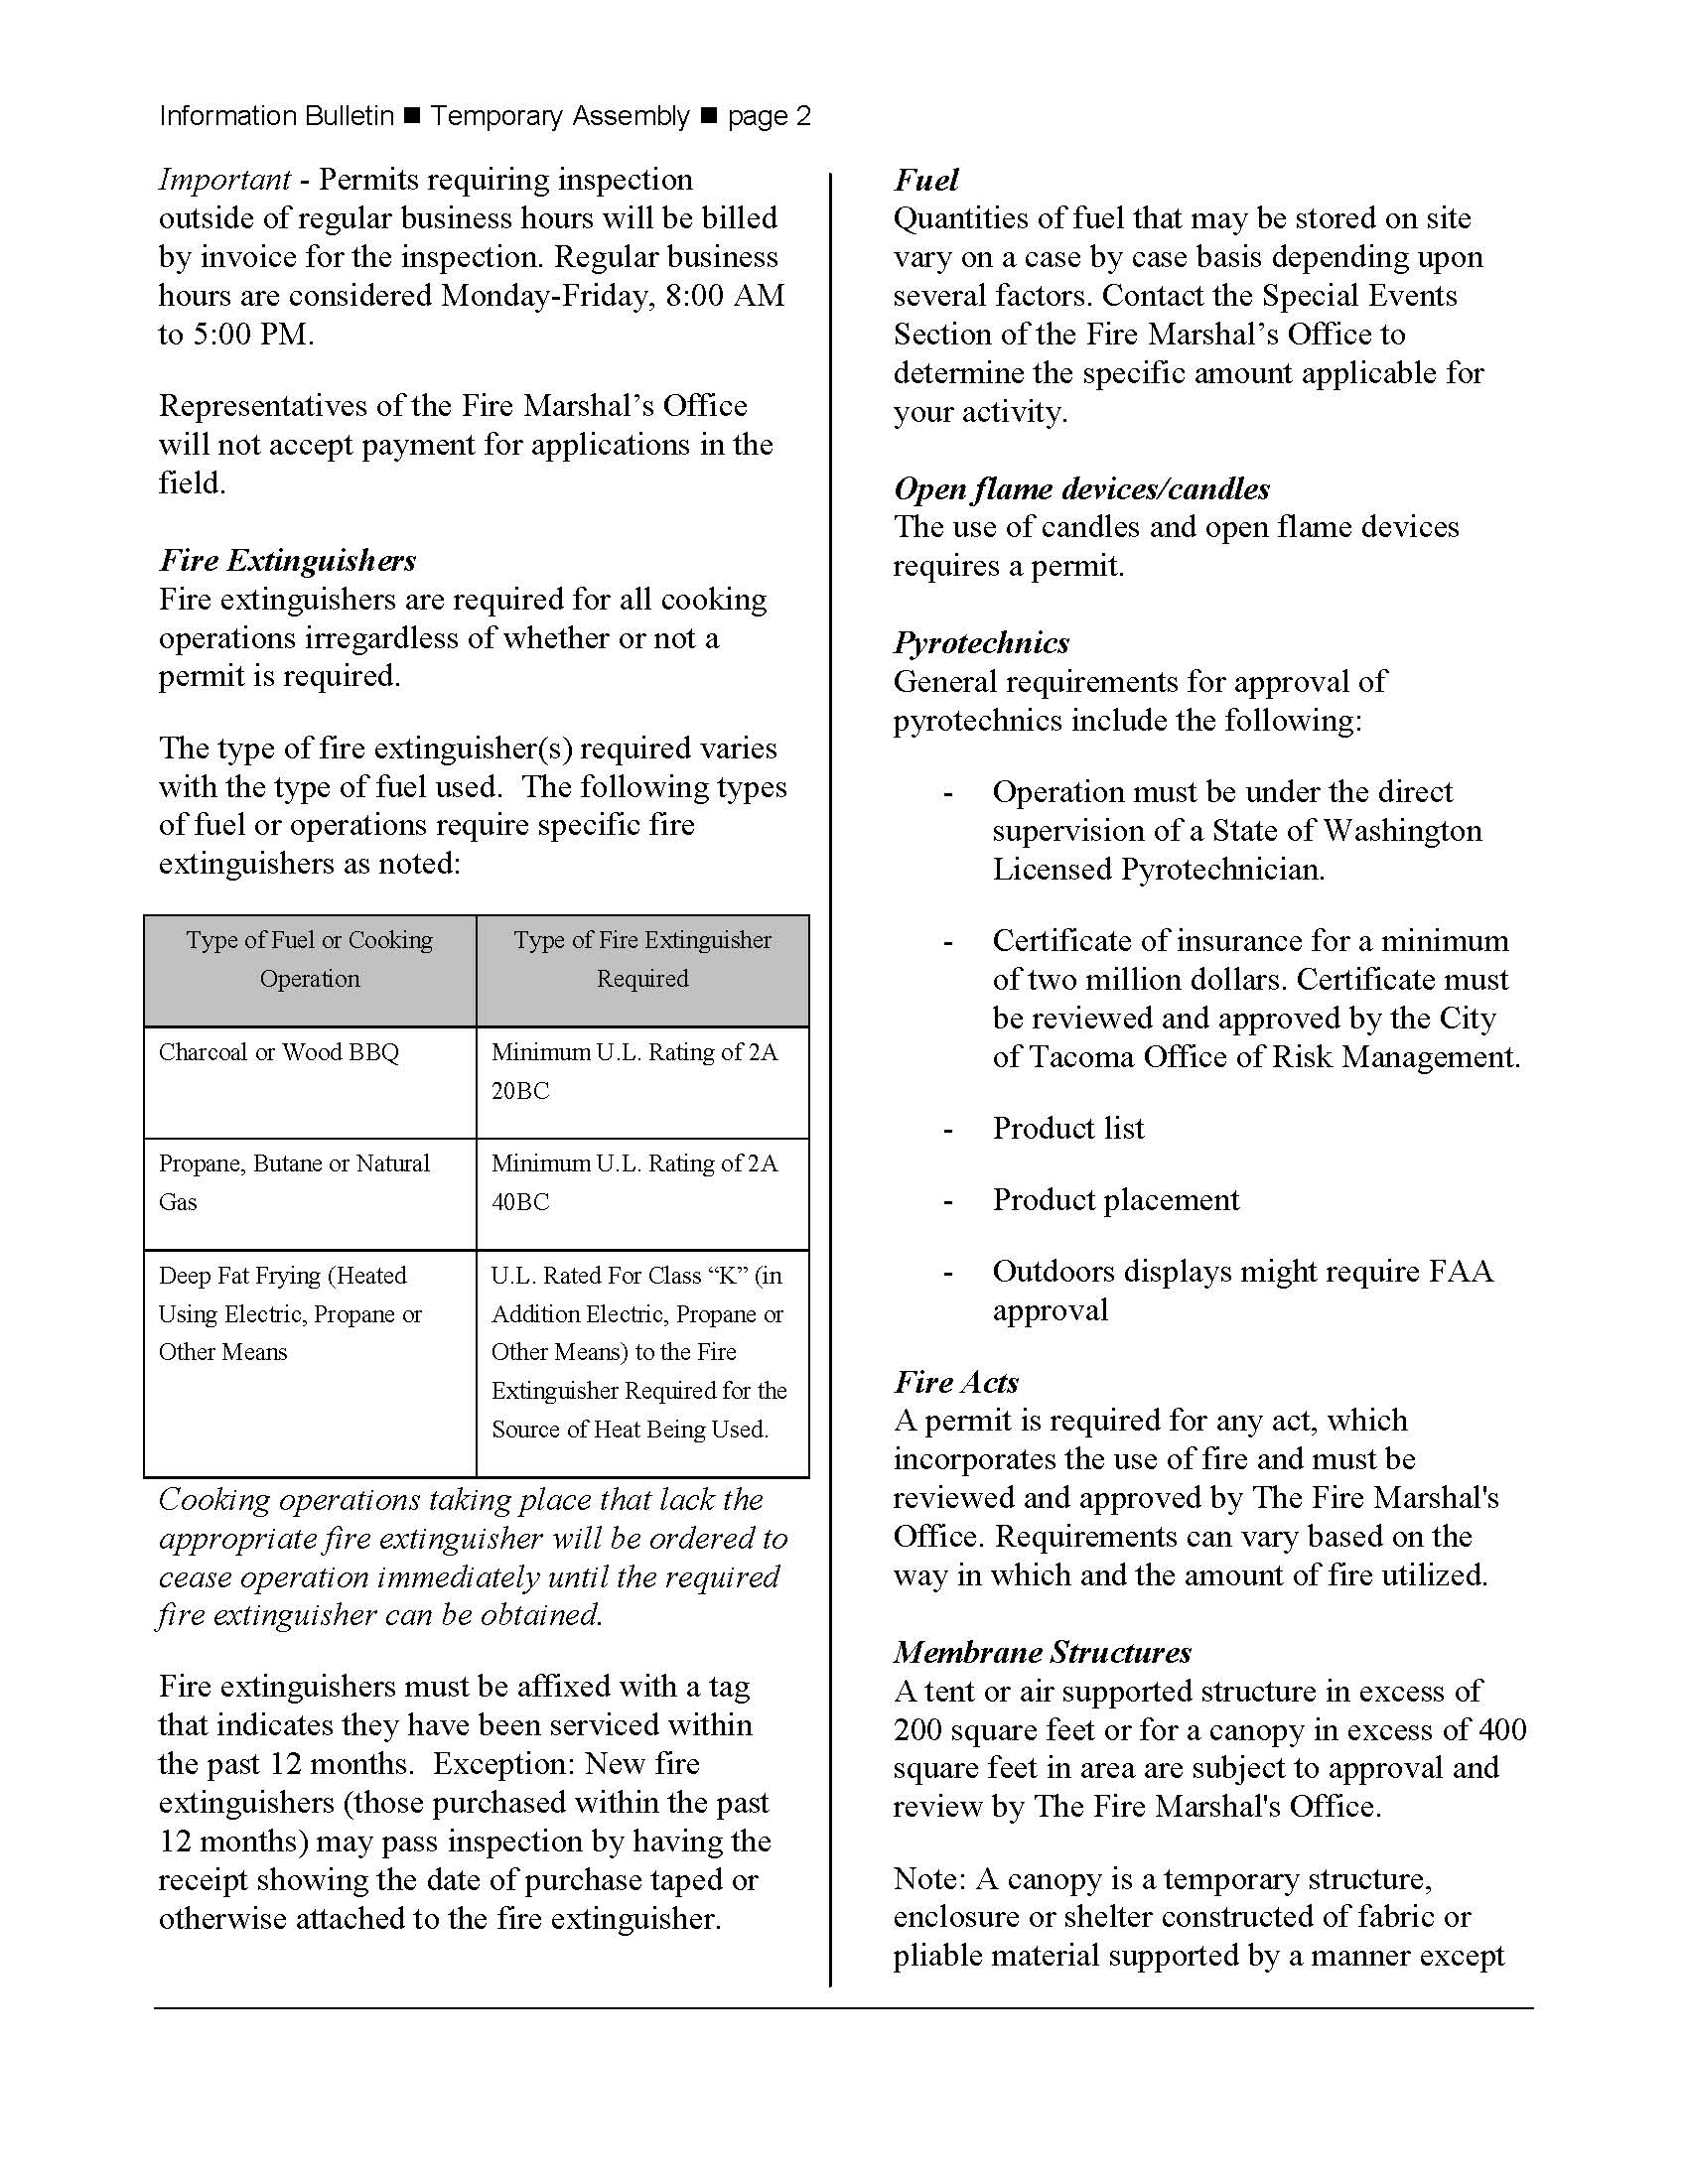 Information Bulletin ■ Temporary Assembly ■ page 2
Important - Permits requiring inspection
outside of regular business hours will be billed
by invoice for the inspection. Regular business
hours are considered Monday-Friday, 8:00 AM
to 5:00 PM.
Representatives of the Fire Marshal’s Office
will not accept payment for applications in the
field.
Fire Extinguishers
Fire extinguishers are required for all cooking
operations irregardless of whether or not a
permit is required.
The type of fire extinguisher(s) required varies
with the type of fuel used.  The following types
of fuel or operations require specific fire
extinguishers as noted:
Type of Fuel or Cooking
Operation
Type of Fire Extinguisher
Required
Charcoal or Wood BBQ
Minimum U.L. Rating of 2A
20BC
Propane, Butane or Natural
Gas
Minimum U.L. Rating of 2A
40BC
Deep Fat Frying (Heated
Using Electric, Propane or
Other Means
U.L. Rated For Class “K” (in
Addition Electric, Propane or
Other Means) to the Fire
Extinguisher Required for the
Source of Heat Being Used.
Cooking operations taking place that lack the
appropriate fire extinguisher will be ordered to
cease operation immediately until the required
fire extinguisher can be obtained.
Fire extinguishers must be affixed with a tag
that indicates they have been serviced within
the past 12 months.  Exception: New fire
extinguishers (those purchased within the past
12 months) may pass inspection by having the
receipt showing the date of purchase taped or
otherwise attached to the fire extinguisher.
Fuel
Quantities of fuel that may be stored on site
vary on a case by case basis depending upon
several factors. Contact the Special Events
Section of the Fire Marshal’s Office to
determine the specific amount applicable for
your activity.
Open flame devices/candles
The use of candles and open flame devices
requires a permit.
Pyrotechnics
General requirements for approval of
pyrotechnics include the following:
- Operation must be under the direct
supervision of a State of Washington
Licensed Pyrotechnician.
- Certificate of insurance for a minimum
of two million dollars. Certificate must
be reviewed and approved by the City
of Tacoma Office of Risk Management.
- Product list
- Product placement
- Outdoors displays might require FAA
approval
Fire Acts
A permit is required for any act, which
incorporates the use of fire and must be
reviewed and approved by The Fire Marshal's
Office. Requirements can vary based on the
way in which and the amount of fire utilized.
Membrane Structures
A tent or air supported structure in excess of
200 square feet or for a canopy in excess of 400
square feet in area are subject to approval and
review by The Fire Marshal's Office.
Note: A canopy is a temporary structure,
enclosure or shelter constructed of fabric or
pliable material supported by a manner except